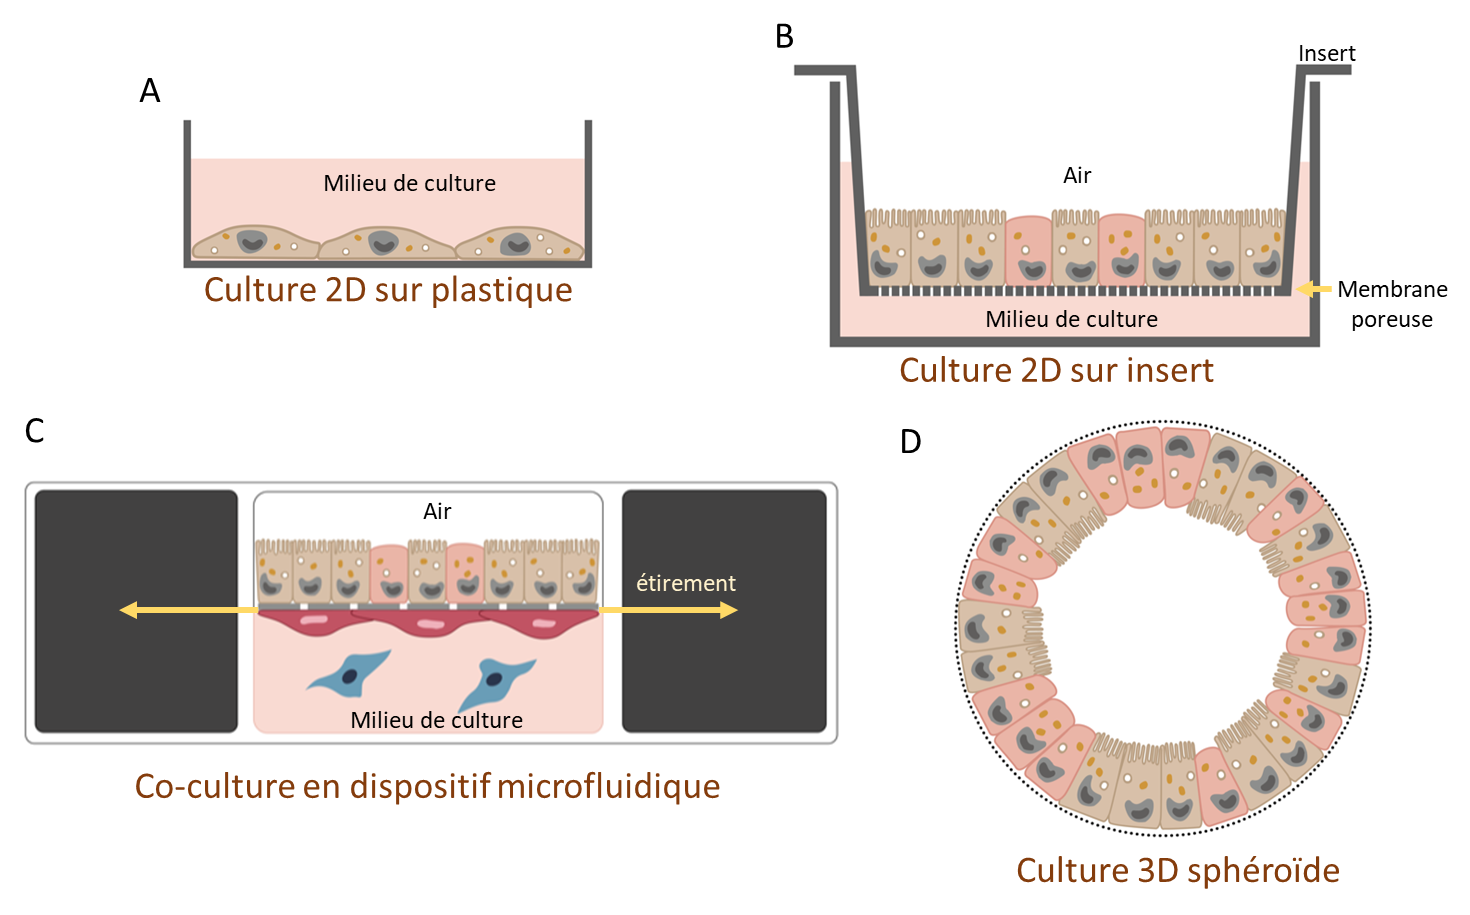 A
Milieu de culture
Culture 2D sur plastique
B
Insert
Air
Membrane
poreuse
Milieu de culture
Culture 2D sur insert
C
Air
étirement
Milieu de culture
Co-culture en dispositif microfluidique
D
Culture 3D sphéroïde